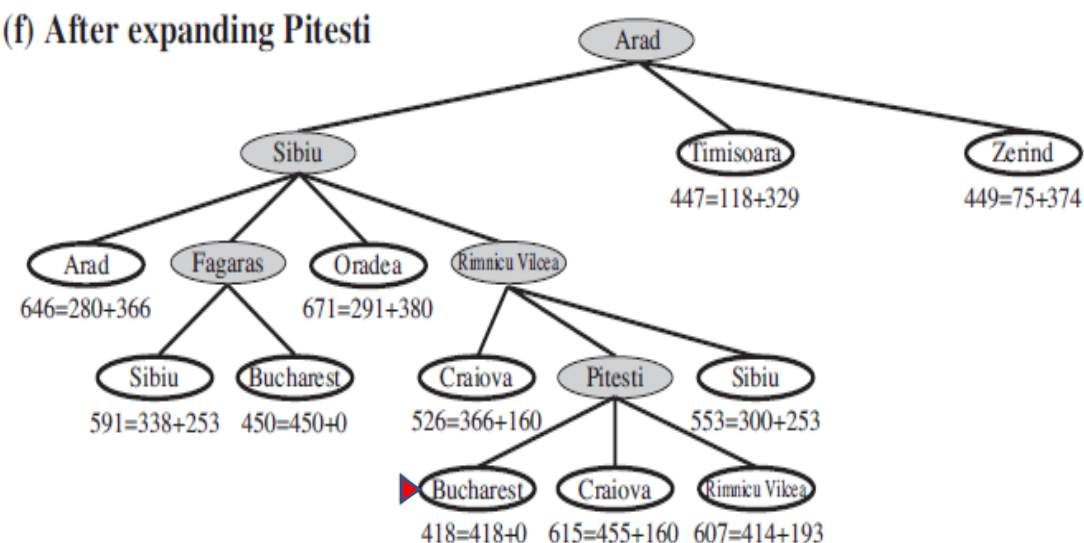 (f) After expanding Pitesti
Arad
Sibiu
Timisoara
Zerind
447=118+329
449=75+374
Arad
Fagaras
Oradea
Rimnicu Vilcea
646=280+366
671=291+380
Sibiu
Bucharest
Craiova
Pitesti
Sibiu
591=338+253
450=450+0
526=366+160
553=300+253
Bucharest
Craiova
Rimnicu Vilcea
418=418+0
615=455+160
607=414+193